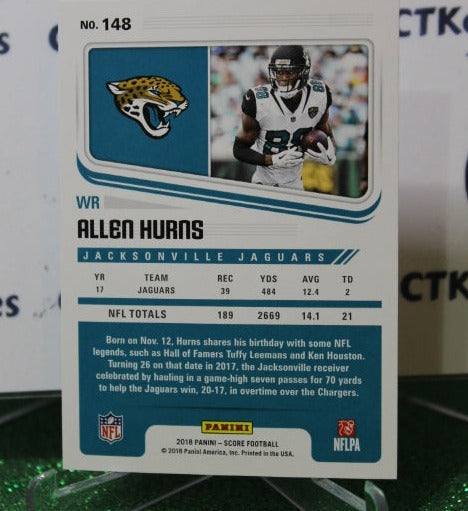 NO. 148
CTK
es
CTKe
88
88
WR
ALLEN HURNS
JACKSONVILLE JAGUARS
YR TEAM REC YDS AVG TD
17 JAGUARS 39 484 12.4 2
NFL TOTALS 189 2669 14.1 21
Born on Nov. 12, Hurns shares his birthday with some NFL
legends, such as Hall of Famers Tuffy Leemans and Ken Houston.
Turning 26 on that date in 2017, the Jacksonville receiver
celebrated by hauling in a game-high seven passes for 70 yards
to help the Jaguars win, 20-17, in overtime over the Chargers.
NFL
PANINI
NFLPA
2018 PANINI – SCORE FOOTBALL
© 2018 Panini America, Inc. Printed in the USA.